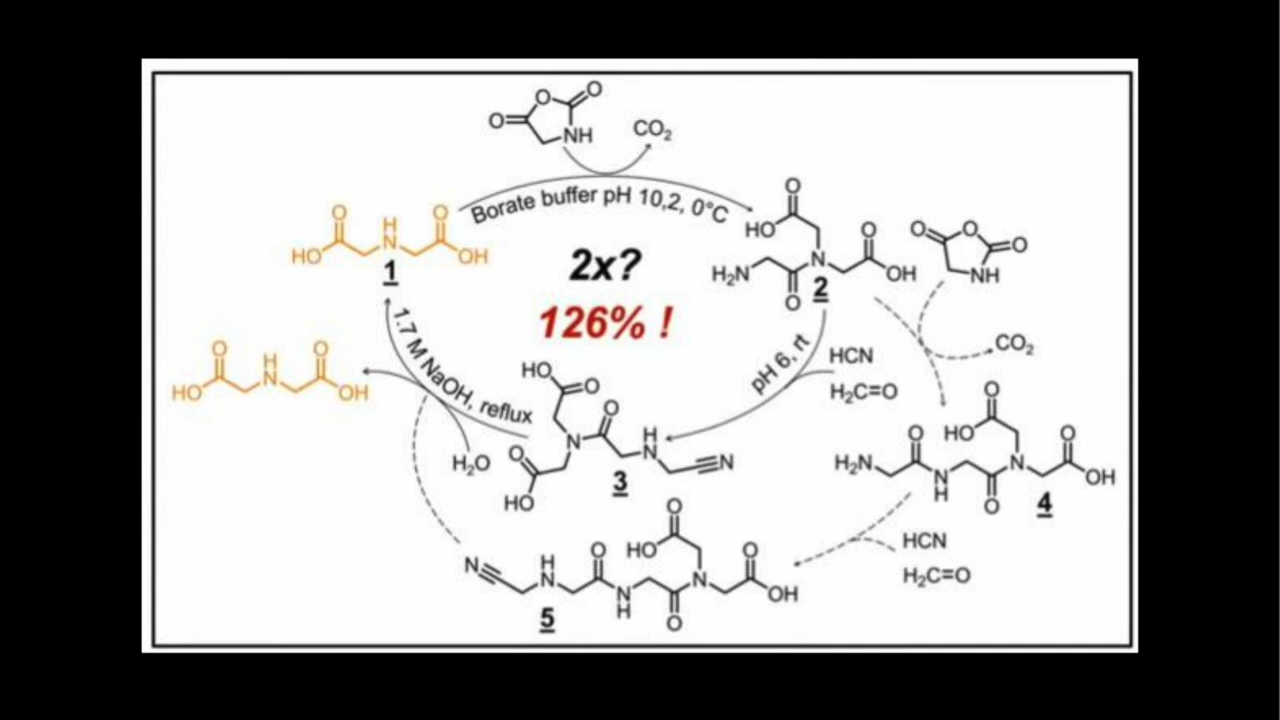 O
O
O
NH
CO₂
Borate buffer pH 10,2, 0°C
O
H
N
O
HO
OH
1
2x?
126% !
O
HO
O
H₂N
N
OH
O
2
O
O
O
NH
CO₂
1.7 M NaOH, reflux
pH 6, rt
HCN
H₂C=O
O
H
N
O
HO
OH
H₂O
HO
O
O
N
H
N
N
O
HO
3
O
HO
O
O
H₂N
N
H
N
OH
O
4
HCN
H₂C=O
N
H
N
O
HO
O
O
N
H
N
OH
O
5